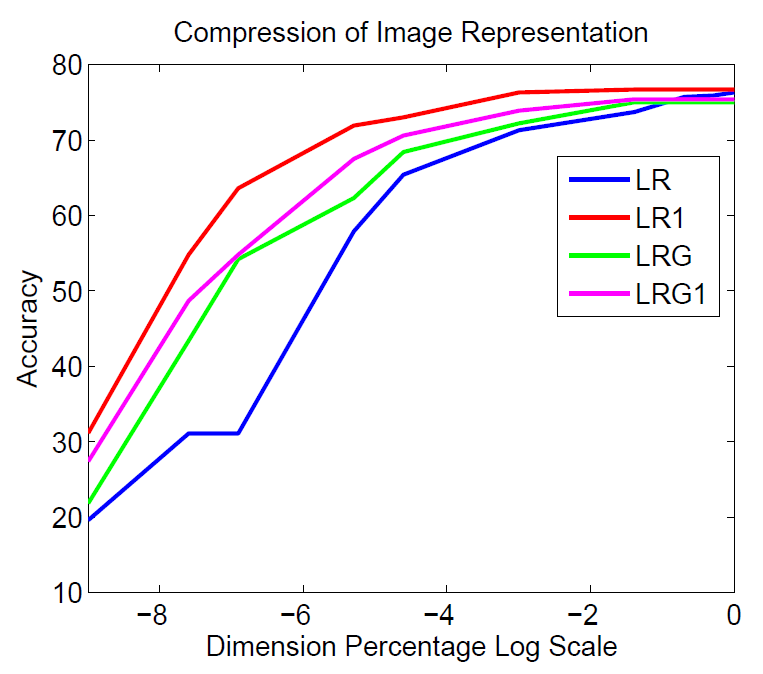 Compression of Image Representation
80
70
60
50
40
30
20
10
Accuracy
LR
LR1
LRG
LRG1
−8
−6
−4
−2
0
Dimension Percentage Log Scale